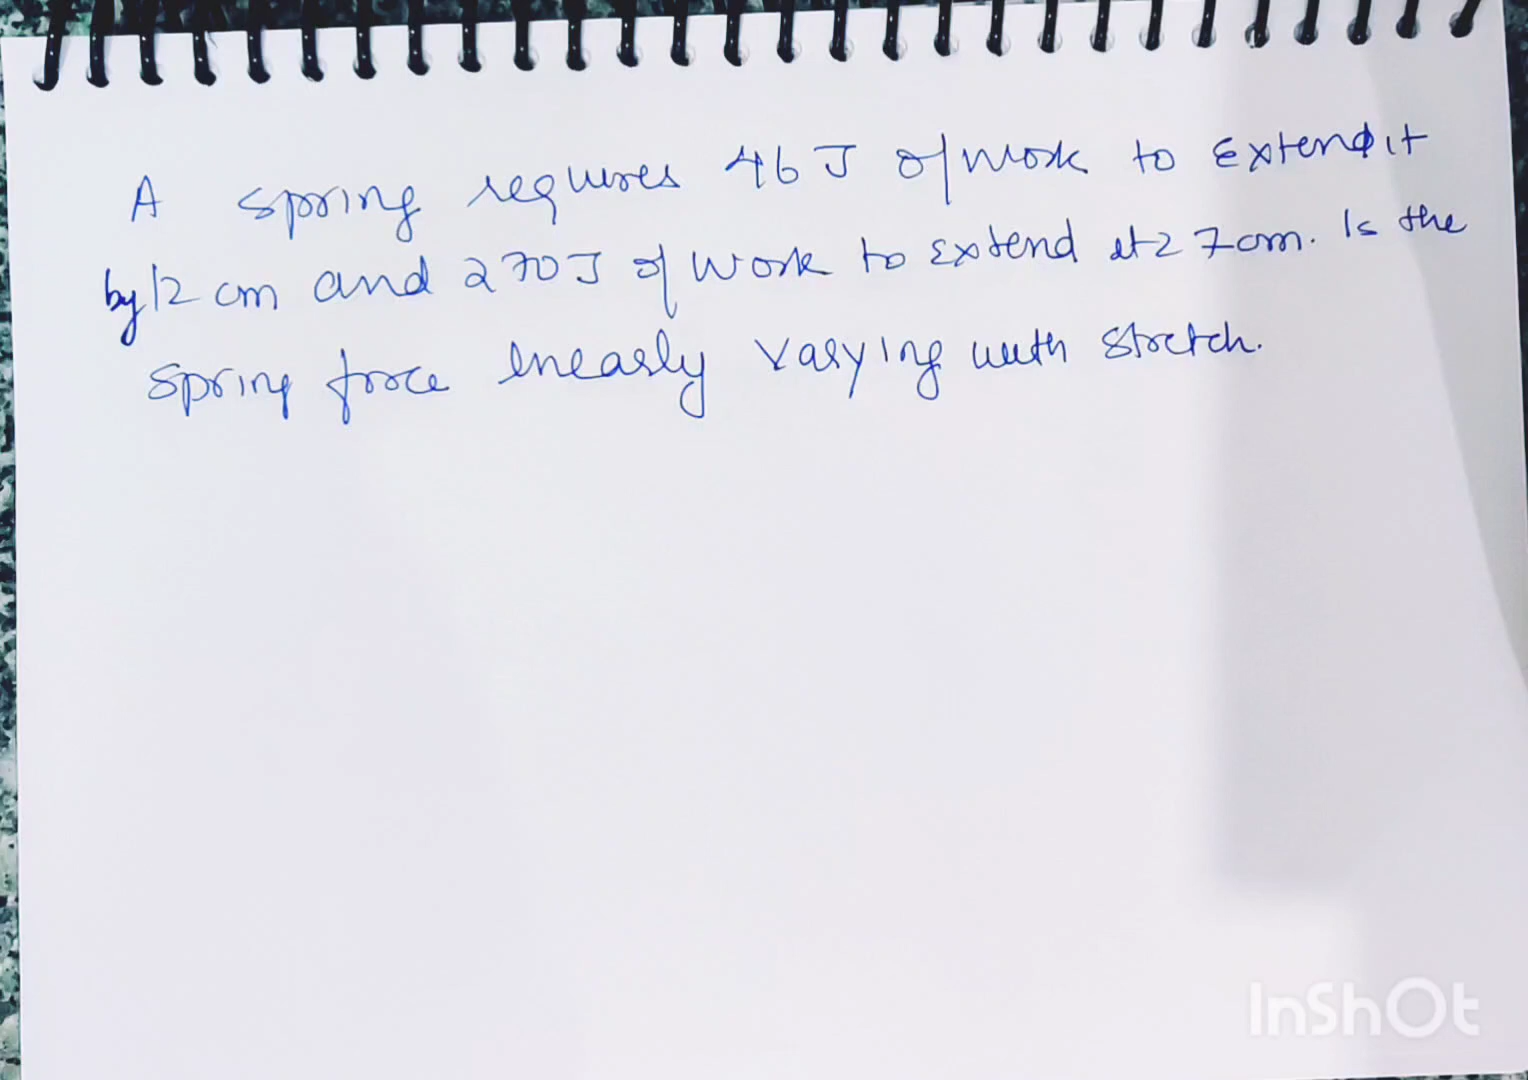 A spring requires 46 J of work to extend it
by 12 cm and 270 J of work to extend it 27 cm. Is the
spring force linearly varying with stretch.
InShOt